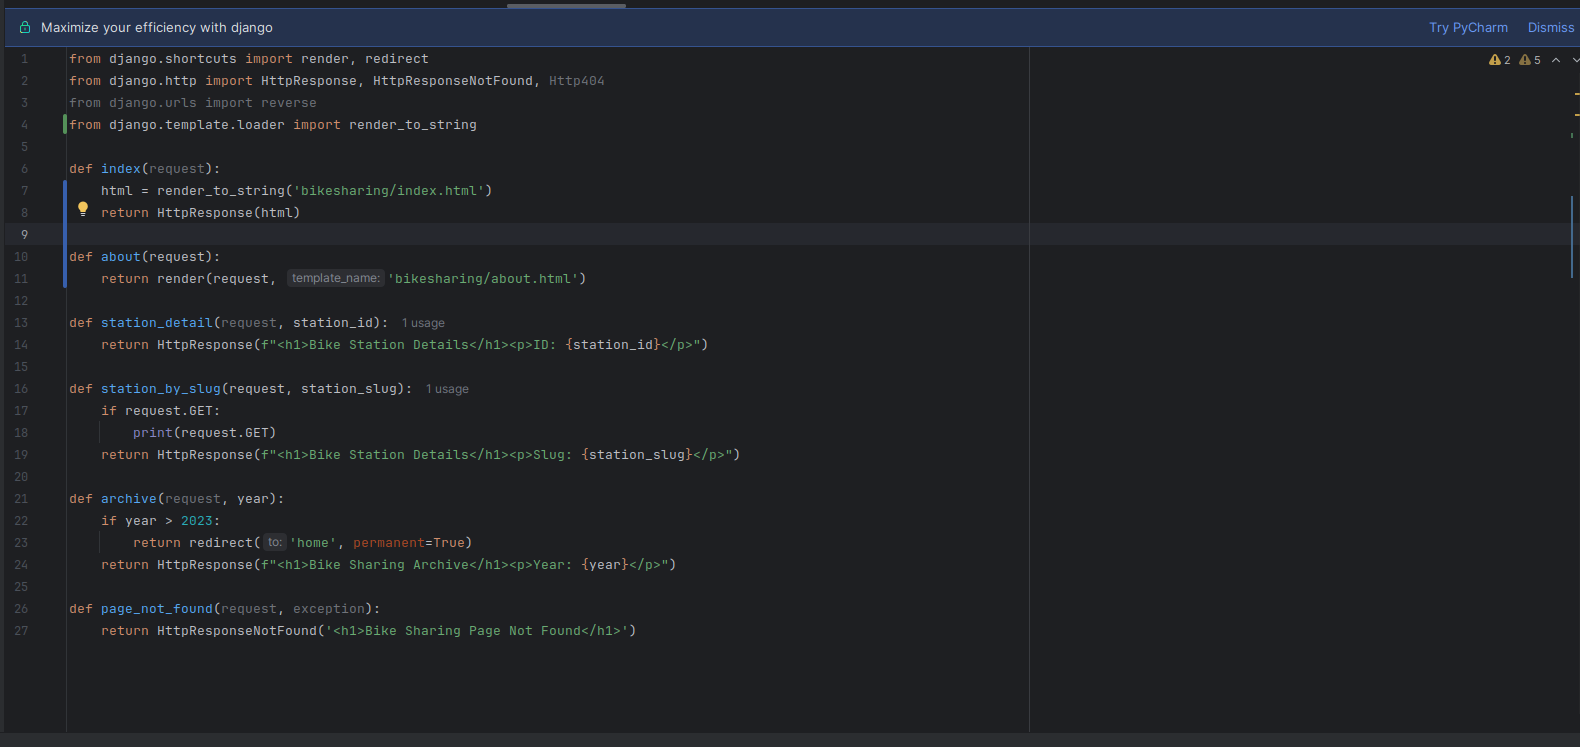 Maximize your efficiency with django
Try PyCharm Dismiss
2 5
1 from django.shortcuts import render, redirect
2 from django.http import HttpResponse, HttpResponseNotFound, Http404
3 from django.urls import reverse
4 from django.template.loader import render_to_string
5
6 def index(request):
7     html = render_to_string('bikesharing/index.html')
8     return HttpResponse(html)
9
10 def about(request):
11     return render(request, template_name: 'bikesharing/about.html')
12
13 def station_detail(request, station_id): 1 usage
14     return HttpResponse(f"<h1>Bike Station Details</h1><p>ID: {station_id}</p>")
15
16 def station_by_slug(request, station_slug): 1 usage
17     if request.GET:
18         print(request.GET)
19     return HttpResponse(f"<h1>Bike Station Details</h1><p>Slug: {station_slug}</p>")
20
21 def archive(request, year):
22     if year > 2023:
23         return redirect( to: 'home', permanent=True)
24     return HttpResponse(f"<h1>Bike Sharing Archive</h1><p>Year: {year}</p>")
25
26 def page_not_found(request, exception):
27     return HttpResponseNotFound('<h1>Bike Sharing Page Not Found</h1>')